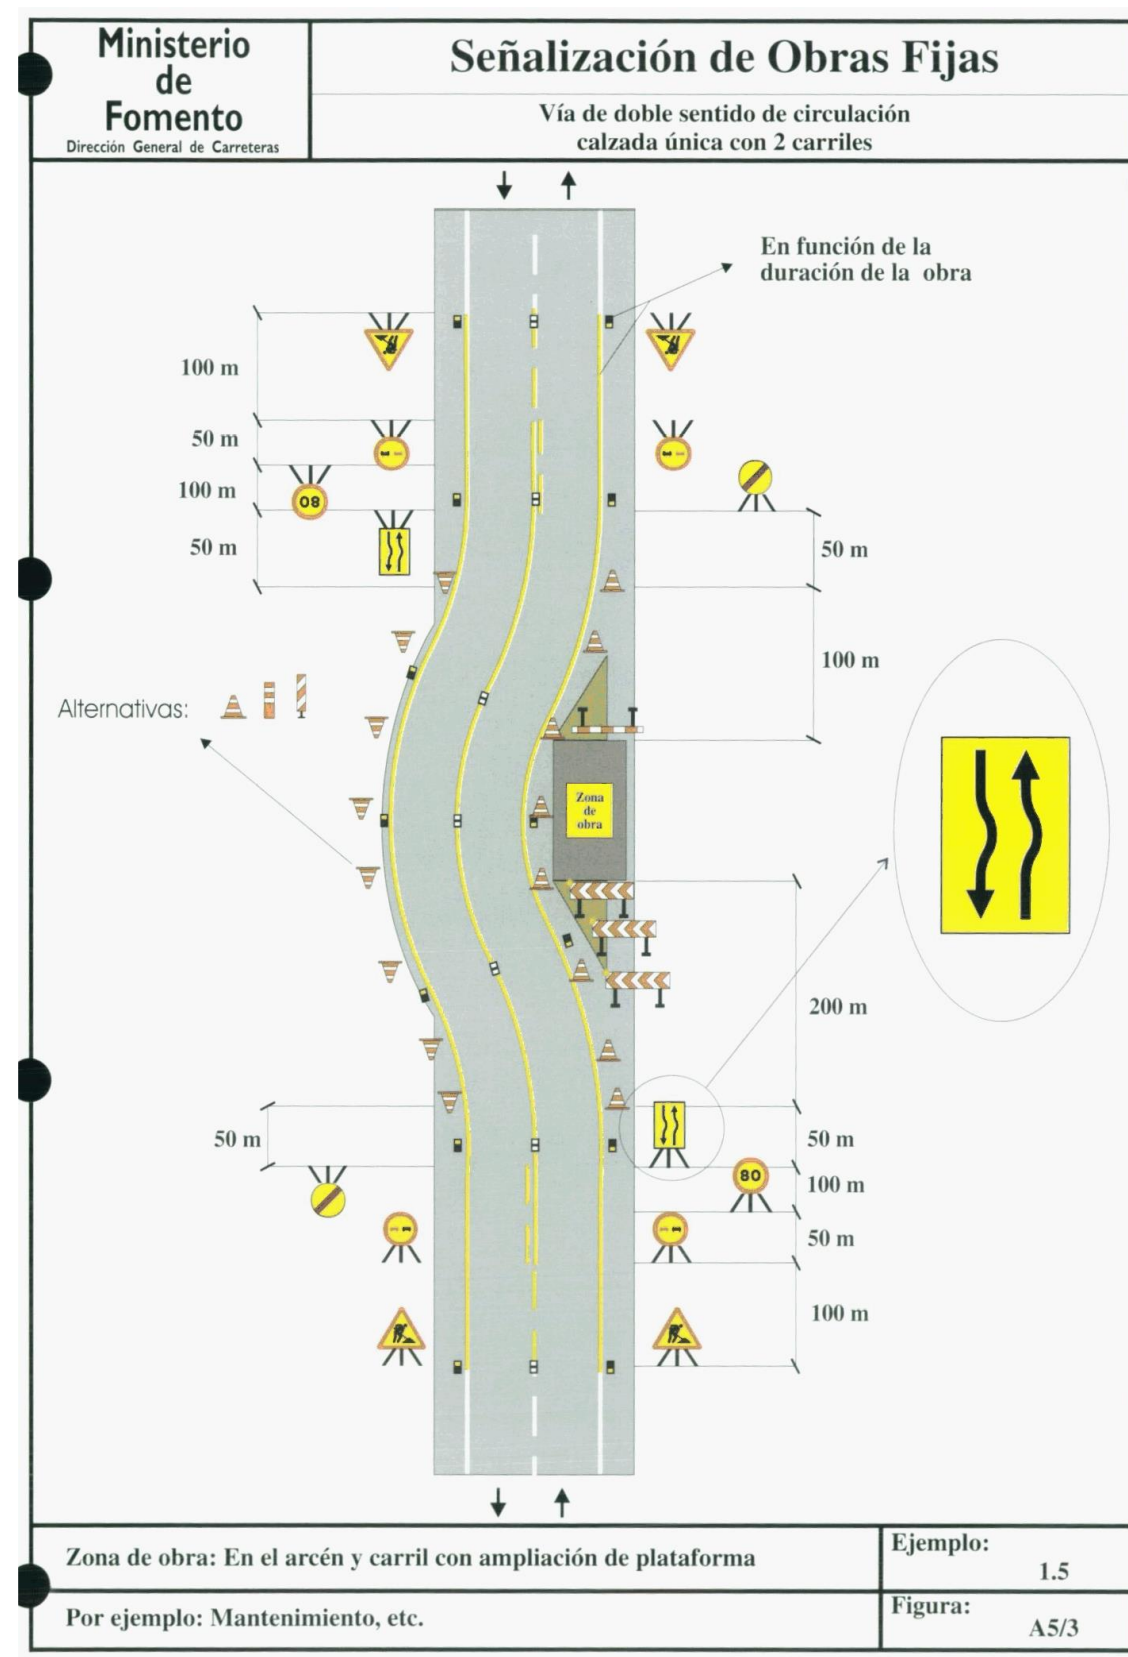 Ministerio
de
Fomento
Dirección General de Carreteras
Señalización de Obras Fijas
Vía de doble sentido de circulación
calzada única con 2 carriles
En función de la
duración de la obra
100 m
50 m
100 m
80
50 m
50 m
100 m
Alternativas:
Zona
de
obra
200 m
50 m
50 m
80
100 m
50 m
100 m
Zona de obra: En el arcén y carril con ampliación de plataforma
Ejemplo:
1.5
Por ejemplo: Mantenimiento, etc.
Figura:
A5/3